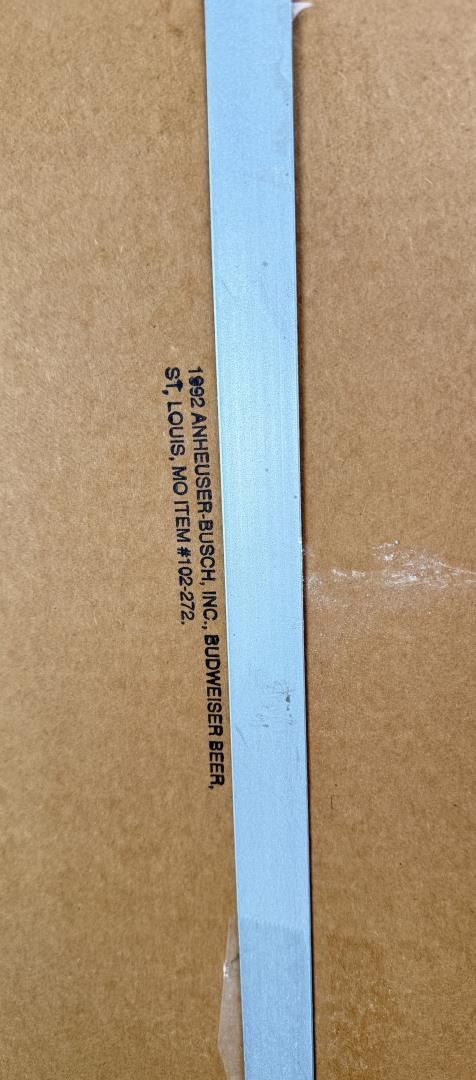 1992 ANHEUSER-BUSCH, INC., BUDWEISER BEER,
ST, LOUIS, MO ITEM #102-272.